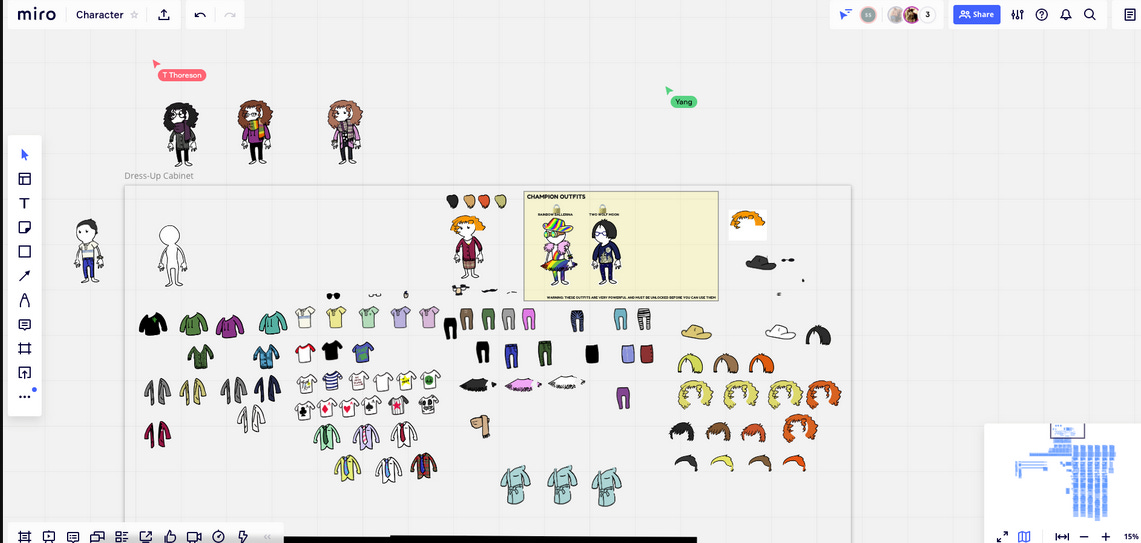 miro
Character
3
Share
T Thoreson
Yang
Dress-Up Cabinet
CHAMPION OUTFITS
RAINBOW BALLERINA
TWO WOLF MOON
WARNING: THESE OUTFITS ARE VERY POWERFUL AND MUST BE UNLOCKED BEFORE YOU CAN USE THEM
15%